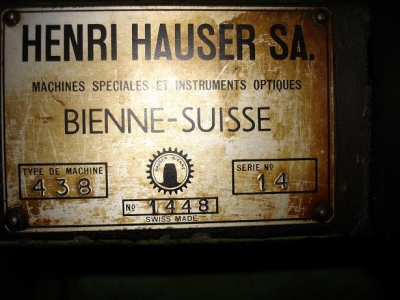 HENRI HAUSER SA.
MACHINES SPECIALES ET INSTRUMENTS OPTIQUES
BIENNE-SUISSE
TYPE DE MACHINE
438
SERIE Nº
14
Nº 1448
SWISS MADE